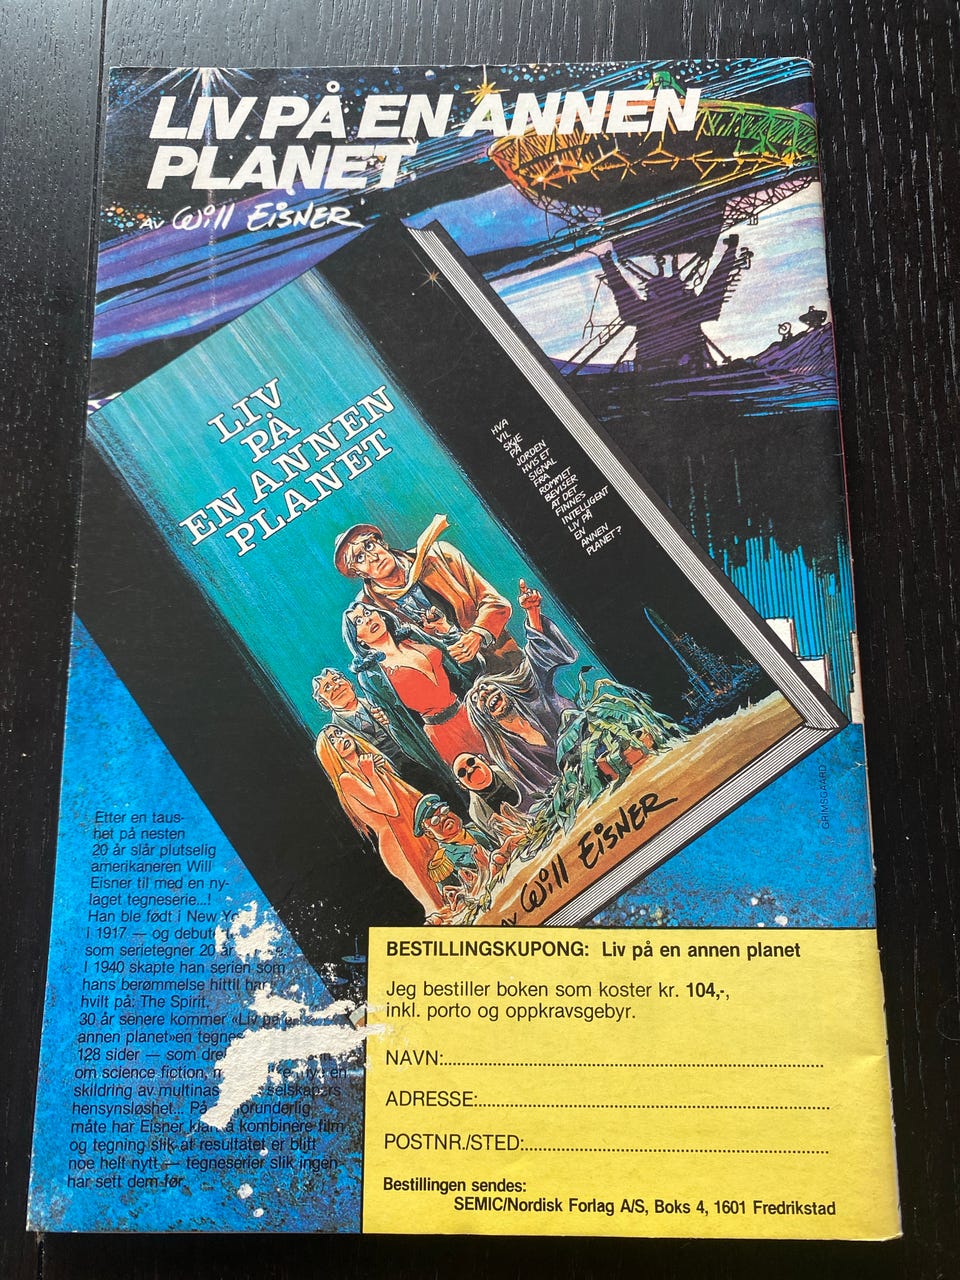 LIV PÅ EN ANNEN
PLANET
AV Will EISNER
LIV
PÅ
EN ANNEN
PLANET
HVA
VIL
SKJE
PÅ
JORDEN
HVIS ET
SIGNAL
FRA
ROMMET
BEVISER
AT DET
FINNES
INTELLIGENT
LIV PÅ
EN
ANNEN
PLANET?
AV Will EISNER
GRIMSGAARD
Etter en taus-
het på nesten
20 år slår plutselig
amerikaneren Will
Eisner til med en ny-
laget tegneserie...!
Han ble født i New
i 1917 — og
som serietegner 20
I 1940 skapte han serien som
hans berømmelse hittil har
hvilt på: The Spirit.
30 år senere kommer «Liv på
annen planet» en
128 sider — som
om science fiction, en
skildring av selskapers
hensynsløshet... På
måte har Eisner klart å kombinere film
og tegning slik at resultatet er blitt
noe helt nytt — tegneserier slik ingen
har sett dem før.
BESTILLINGSKUPONG: Liv på en annen planet
Jeg bestiller boken som koster kr. 104,-,
inkl. porto og oppkravsgebyr.
NAVN:
ADRESSE:
POSTNR./STED:
Bestillingen sendes:
SEMIC/Nordisk Forlag A/S, Boks 4, 1601 Fredrikstad